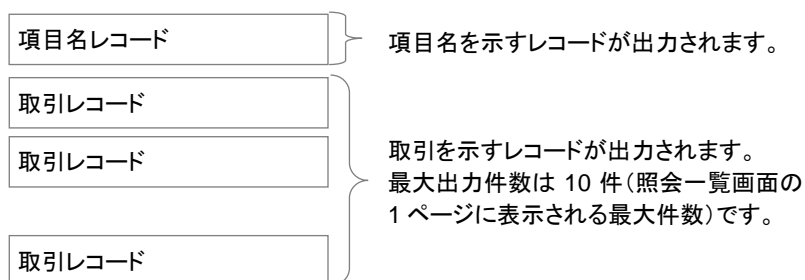 項目名レコード
項目名を示すレコードが出力されます。
取引レコード
取引レコード
取引を示すレコードが出力されます。
最大出力件数は 10 件(照会一覧画面の
1 ページに表示される最大件数)です。
取引レコード